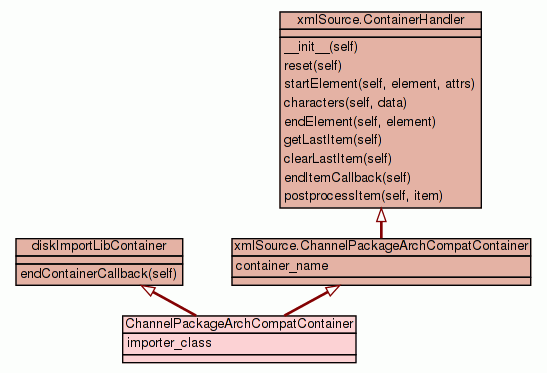 xmlSource.ContainerHandler
__init__(self)
reset(self)
startElement(self, element, attrs)
characters(self, data)
endElement(self, element)
getLastItem(self)
clearLastItem(self)
endItemCallback(self)
postprocessItem(self, item)
diskImportLibContainer
endContainerCallback(self)
xmlSource.ChannelPackageArchCompatContainer
container_name
ChannelPackageArchCompatContainer
importer_class